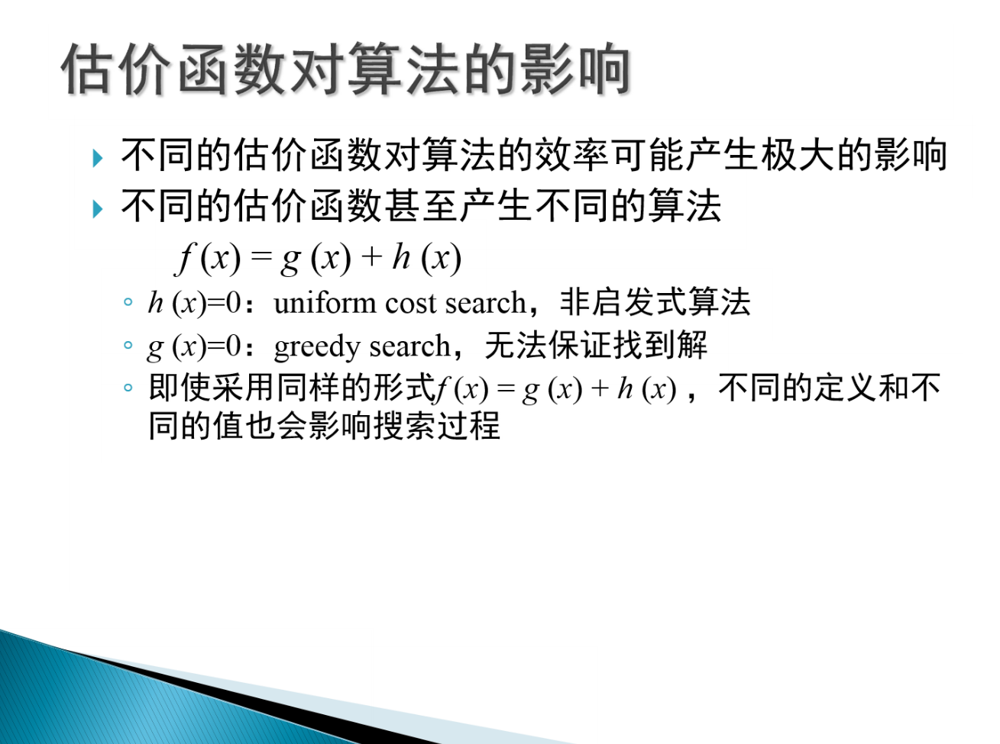 估价函数对算法的影响
不同的估价函数对算法的效率可能产生极大的影响
不同的估价函数甚至产生不同的算法
f (x) = g (x) + h (x)
h (x)=0：uniform cost search，非启发式算法
g (x)=0：greedy search，无法保证找到解
即使采用同样的形式f (x) = g (x) + h (x) ，不同的定义和不
同的值也会影响搜索过程